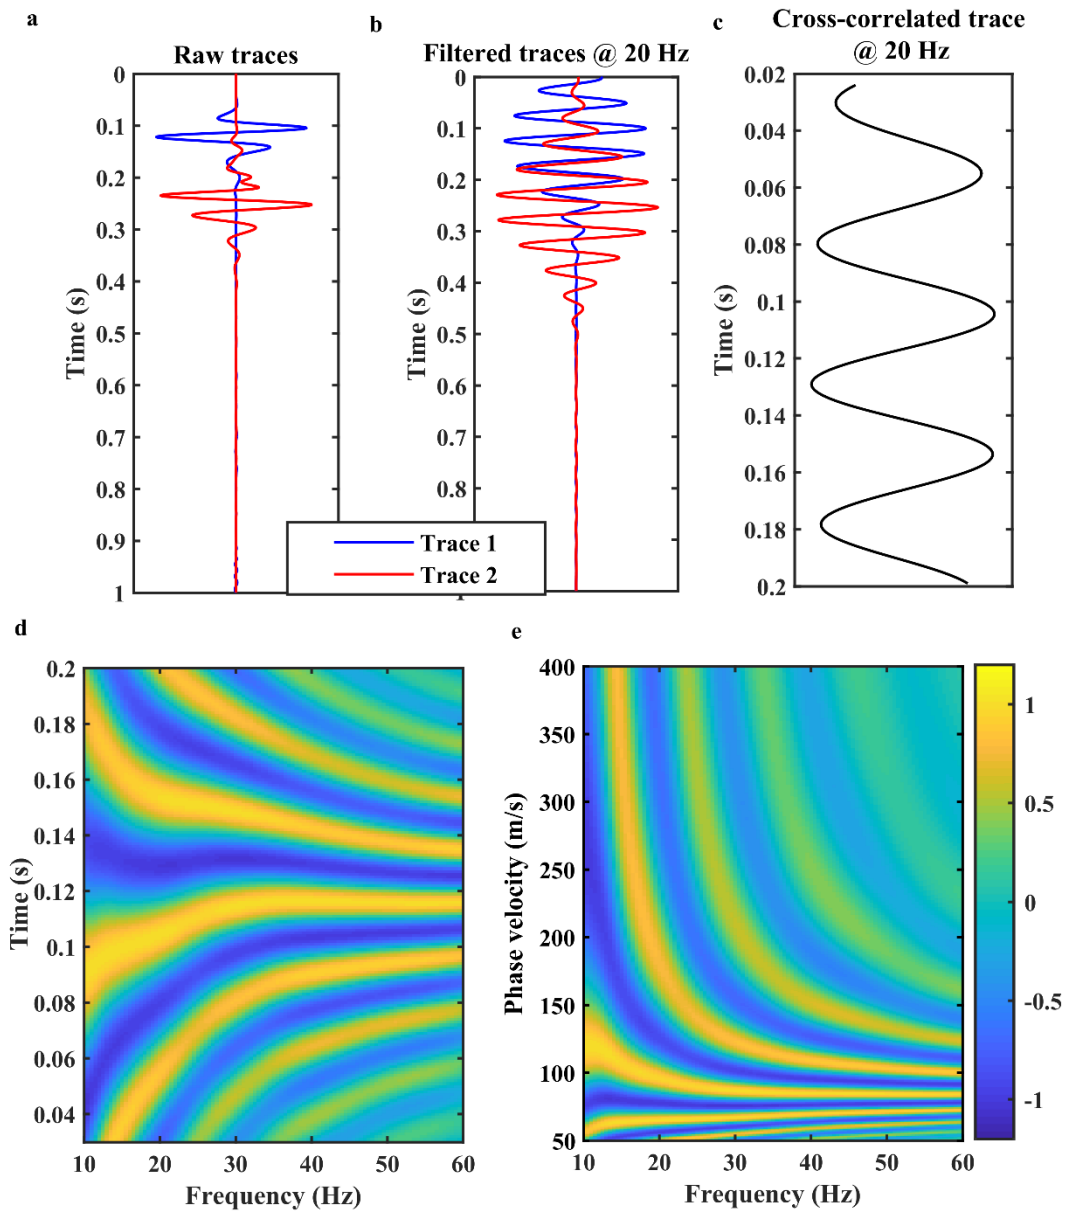 a
Raw traces
0
0.1
0.2
0.3
0.4
0.5
0.6
0.7
0.8
0.9
1
Time (s)
b
Filtered traces @ 20 Hz
0
0.1
0.2
0.3
0.4
0.5
0.6
0.7
0.8
Time (s)
c
Cross-correlated trace
@ 20 Hz
0.02
0.04
0.06
0.08
0.1
0.12
0.14
0.16
0.18
0.2
Time (s)
Trace 1
Trace 2
d
0.2
0.18
0.16
0.14
0.12
0.1
0.08
0.06
0.04
Time (s)
10 20 30 40 50 60
Frequency (Hz)
e
400
350
300
250
200
150
100
50
Phase velocity (m/s)
10 20 30 40 50 60
Frequency (Hz)
1
0.5
0
-0.5
-1